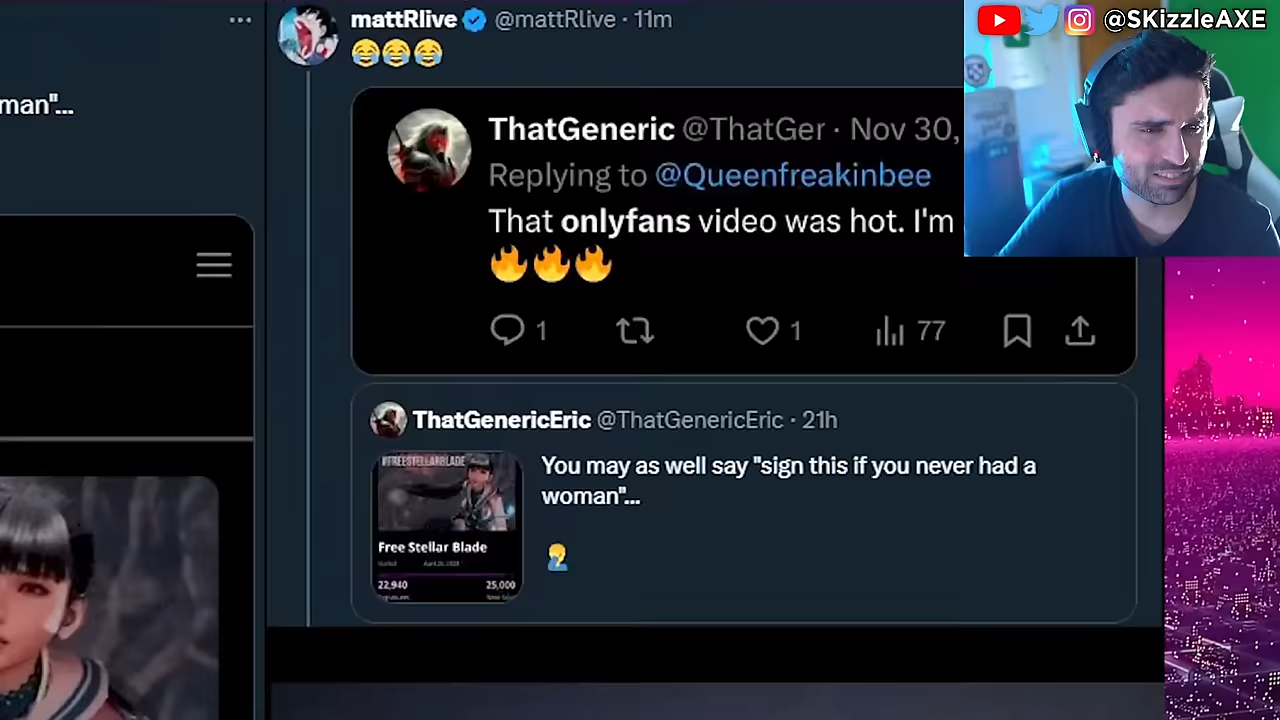 man"...
mattRlive @mattRlive · 11m
😂😂😂
ThatGeneric @ThatGer · Nov 30,
Replying to @Queenfreakinbee
That onlyfans video was hot. I'm
🔥🔥🔥
1 1 77
ThatGenericEric @ThatGenericEric · 21h
You may as well say "sign this if you never had a
woman"...
🤦‍♂️
#FREESTELLARBLADE
Free Stellar Blade
22,940 25,000
@SKizzleAXE